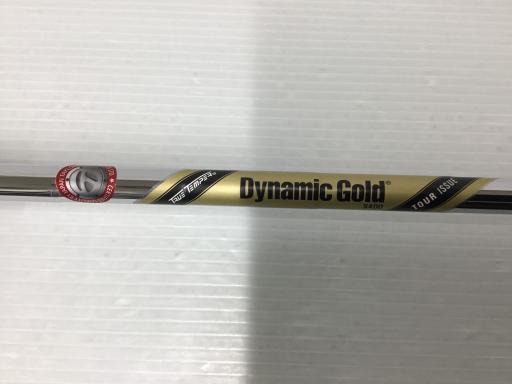 TRUE TEMPER
Dynamic Gold®
S400
TOUR ISSUE